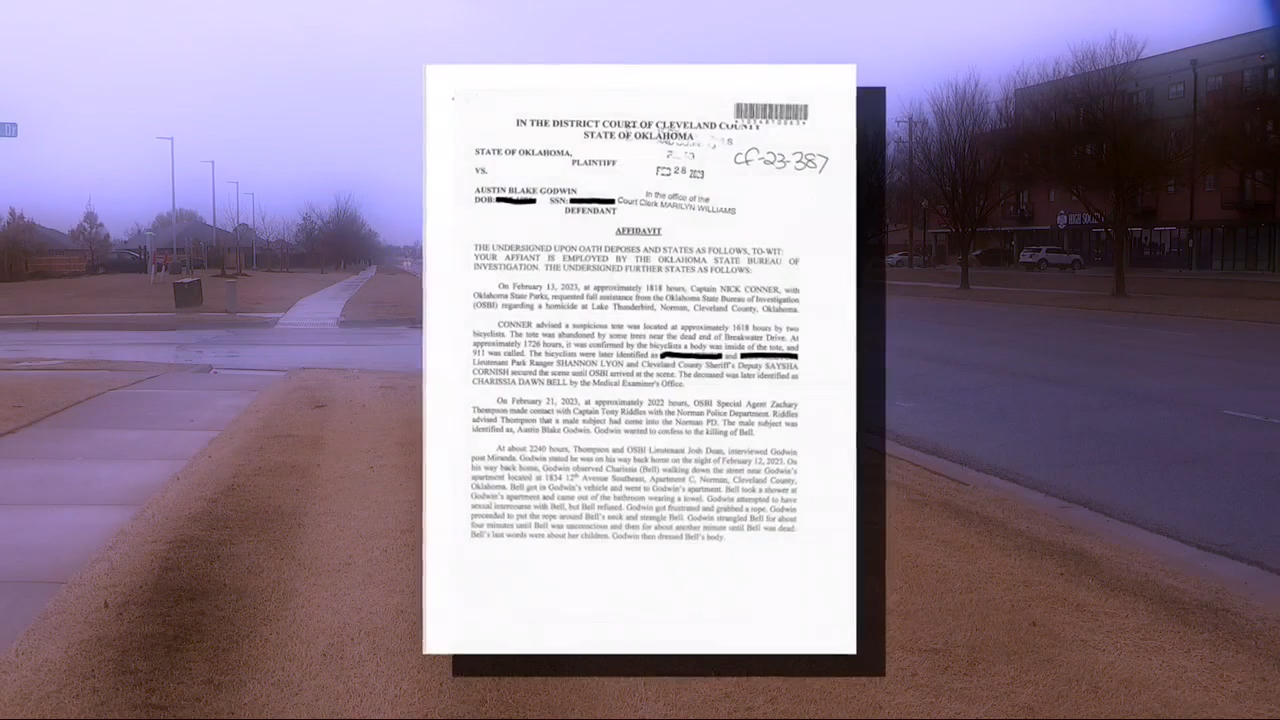 Dr
HIGH SOCI
IN THE DISTRICT COURT OF CLEVELAND COUNTY
STATE OF OKLAHOMA
STATE OF OKLAHOMA,
PLAINTIFF
VS.
FEB 28 2023
CF-23-387
AUSTIN BLAKE GODWIN
DOB: SSN:
DEFENDANT
In the office of the
Court Clerk MARILYN WILLIAMS
AFFIDAVIT
THE UNDERSIGNED UPON OATH DEPOSES AND STATES AS FOLLOWS, TO-WIT:
YOUR AFFIANT IS EMPLOYED BY THE OKLAHOMA STATE BUREAU OF
INVESTIGATION. THE UNDERSIGNED FURTHER STATES AS FOLLOWS:
On February 13, 2023, at approximately 1818 hours, Captain NICK CONNER, with
Oklahoma State Parks, requested full assistance from the Oklahoma State Bureau of Investigation
(OSBI) regarding a homicide at Lake Thunderbird, Norman, Cleveland County, Oklahoma.
CONNER advised a suspicious tote was located at approximately 1618 hours by two
bicyclists. The tote was abandoned by some trees near the dead end of Breakwater Drive. At
approximately 1726 hours, it was confirmed by the bicyclists a body was inside of the tote, and
911 was called. The bicyclists were later identified as and
Lieutenant Park Ranger SHANNON LYON and Cleveland County Sheriff's Deputy SAYSHA
CORNISH secured the scene until OSBI arrived at the scene. The deceased was later identified as
CHARISSIA DAWN BELL by the Medical Examiner's Office.
On February 21, 2023, at approximately 2022 hours, OSBI Special Agent Zachary
Thompson made contact with Captain Tony Riddles with the Norman Police Department. Riddles
advised Thompson that a male subject had come into the Norman PD. The male subject was
identified as, Austin Blake Godwin. Godwin wanted to confess to the killing of Bell.
At about 2240 hours, Thompson and OSBI Lieutenant Josh Dean, interviewed Godwin
post Miranda. Godwin stated he was on his way back home on the night of February 12, 2023. On
his way back home, Godwin observed Charissia (Bell) walking down the street near Godwin's
apartment located at 1834 12th Avenue Southeast, Apartment C, Norman, Cleveland County,
Oklahoma. Bell got in Godwin's vehicle and went to Godwin's apartment. Bell took a shower at
Godwin's apartment and came out of the bathroom wearing a towel. Godwin attempted to have
sexual intercourse with Bell, but Bell refused. Godwin got frustrated and grabbed a rope. Godwin
proceeded to put the rope around Bell's neck and strangle Bell. Godwin strangled Bell for about
four minutes until Bell was unconscious and then for about another minute until Bell was dead.
Bell's last words were about her children. Godwin then dressed Bell's body.